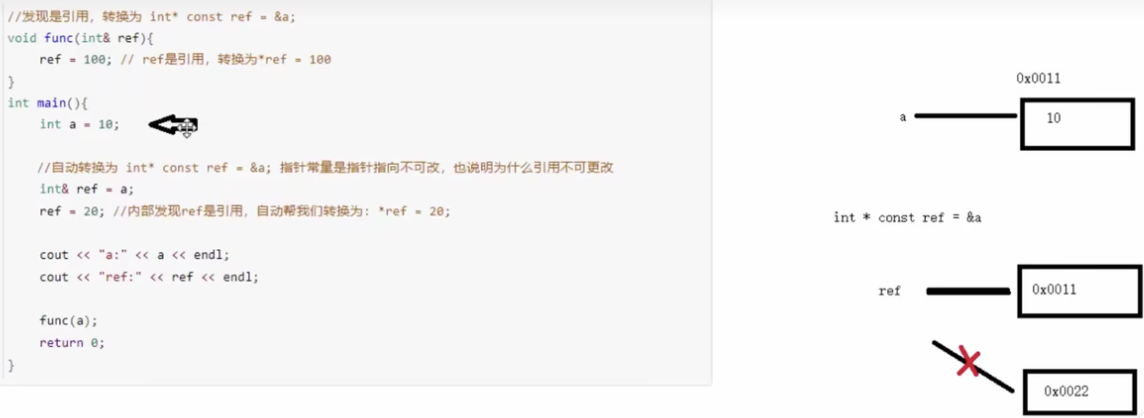 //发现是引用，转换为 int* const ref = &a;
void func(int& ref){
    ref = 100; // ref是引用，转换为*ref = 100
}
int main(){
    int a = 10;
    //自动转换为 int* const ref = &a; 指针常量是指针指向不可改，也说明为什么引用不可更改
    int& ref = a;
    ref = 20; //内部发现ref是引用，自动帮我们转换为: *ref = 20;
    cout << "a:" << a << endl;
    cout << "ref:" << ref << endl;
    func(a);
    return 0;
}
0x0011
a
10
int * const ref = &a
ref
0x0011
0x0022